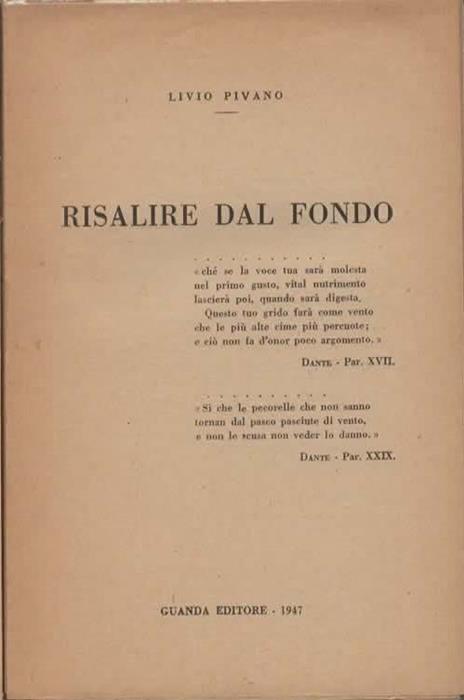 LIVIO PIVANO
RISALIRE DAL FONDO
. . . . . . . . . . .
« ché se la voce tua sarà molesta
nel primo gusto, vital nutrimento
lascierà poi, quando sarà digesta.
Questo tuo grido farà come vento
che le più alte cime più percuote;
e ciò non fa d'onor poco argomento. »
DANTE - Par. XVII.
. . . . . . . . . .
« Sì che le pecorelle che non sanno
tornan dal pasco pasciute di vento,
e non le scusa non veder lo danno. »
DANTE - Par. XXIX.
GUANDA EDITORE - 1947